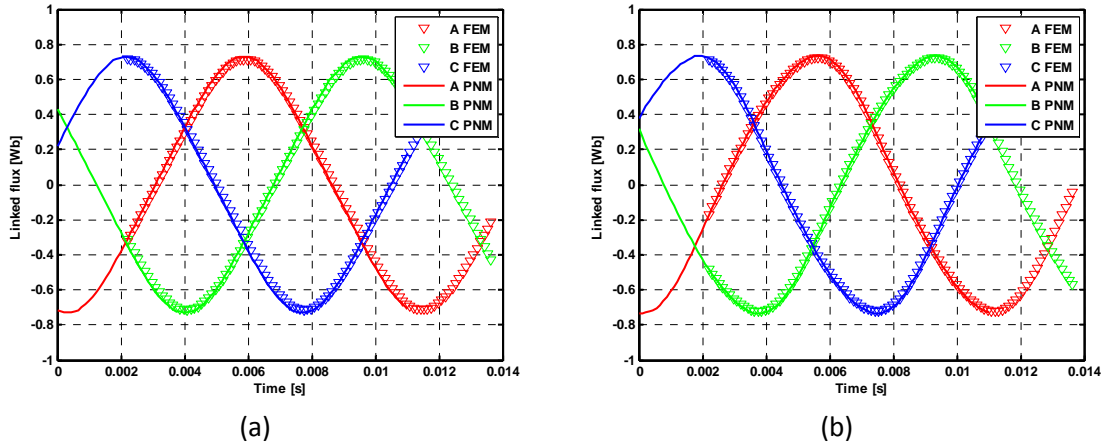 1
0.8
0.6
0.4
0.2
0
-0.2
-0.4
-0.6
-0.8
-1
Linked flux [Wb]
0 0.002 0.004 0.006 0.008 0.01 0.012 0.014
Time [s]
A FEM
B FEM
C FEM
A PNM
B PNM
C PNM
(a)
1
0.8
0.6
0.4
0.2
0
-0.2
-0.4
-0.6
-0.8
-1
Linked flux [Wb]
0 0.002 0.004 0.006 0.008 0.01 0.012 0.014
Time [s]
A FEM
B FEM
C FEM
A PNM
B PNM
C PNM
(b)